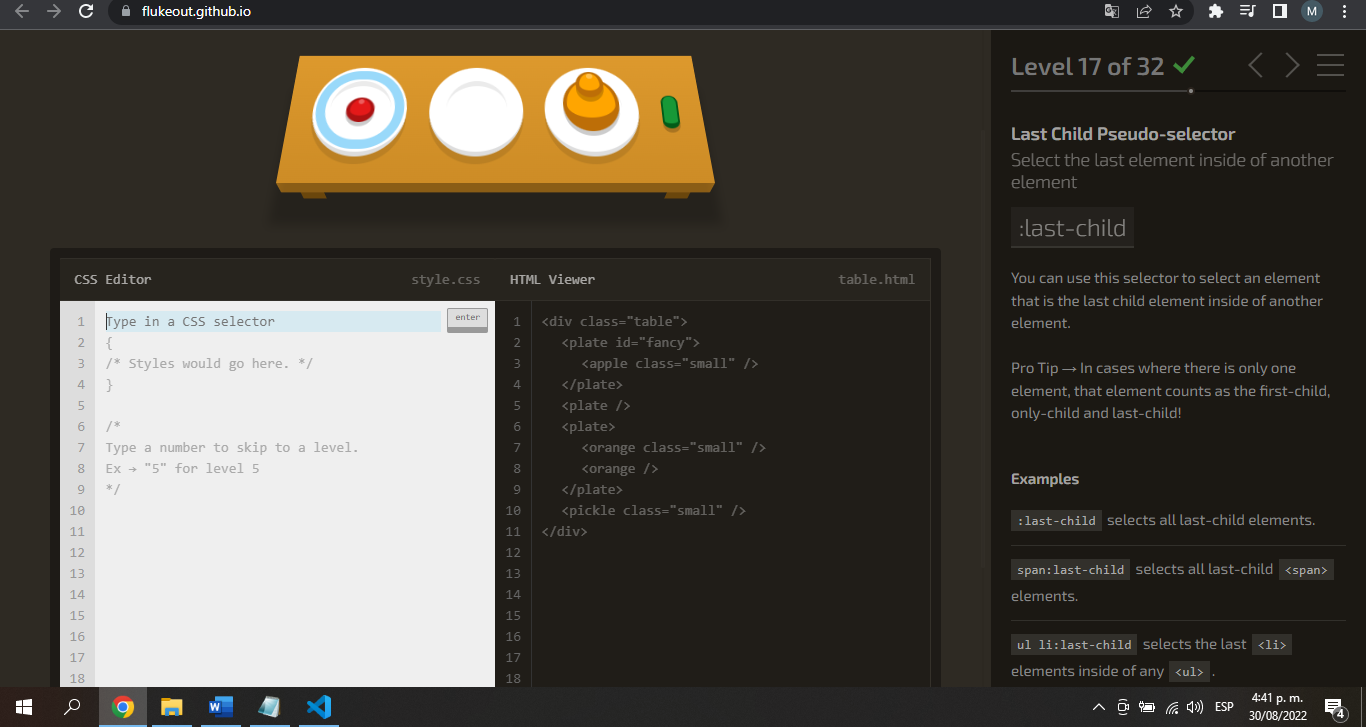 flukeout.github.io
M
Level 17 of 32
Last Child Pseudo-selector
Select the last element inside of another
element
:last-child
You can use this selector to select an element
that is the last child element inside of another
element.
Pro Tip → In cases where there is only one
element, that element counts as the first-child,
only-child and last-child!
Examples
:last-child selects all last-child elements.
span:last-child selects all last-child <span>
elements.
ul li:last-child selects the last <li>
elements inside of any <ul> .
CSS Editor style.css
1 Type in a CSS selector enter
2 {
3 /* Styles would go here. */
4 }
5
6 /*
7 Type a number to skip to a level.
8 Ex → "5" for level 5
9 */
10
11
12
13
14
15
16
17
18
HTML Viewer table.html
1 <div class="table">
2 <plate id="fancy">
3 <apple class="small" />
4 </plate>
5 <plate />
6 <plate>
7 <orange class="small" />
8 <orange />
9 </plate>
10 <pickle class="small" />
11 </div>
12
13
14
15
16
17
18
ESP
4:41 p. m.
30/08/2022
4